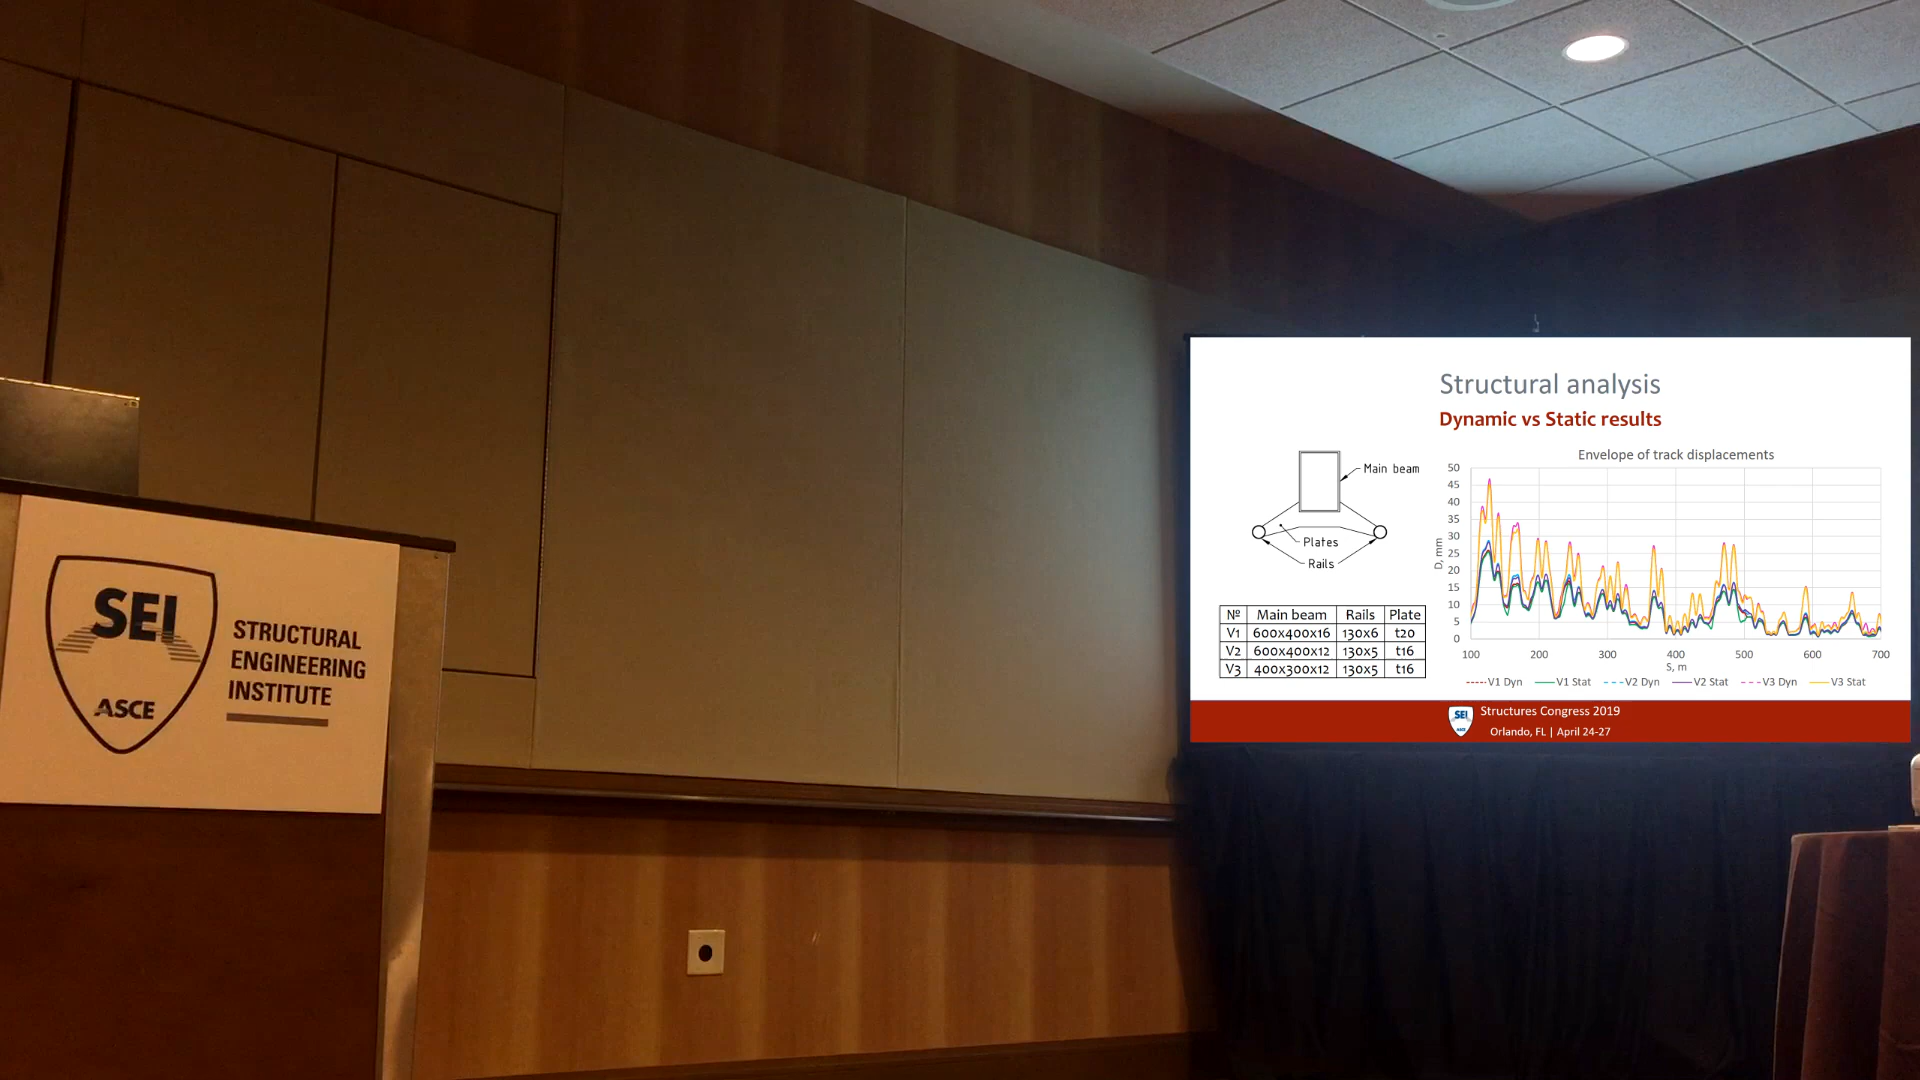 SEI
ASCE
STRUCTURAL
ENGINEERING
INSTITUTE
Structural analysis
Dynamic vs Static results
Main beam
Plates
Rails
Nº Main beam Rails Plate
V1 600x400x16 130x6 t20
V2 600x400x12 130x5 t16
V3 400x300x12 130x5 t16
Envelope of track displacements
50
45
40
35
30
25
20
15
10
5
0
D, mm
100 200 300 400 500 600 700
S, m
V1 Dyn V1 Stat V2 Dyn V2 Stat V3 Dyn V3 Stat
SEI
ASCE
Structures Congress 2019
Orlando, FL | April 24-27